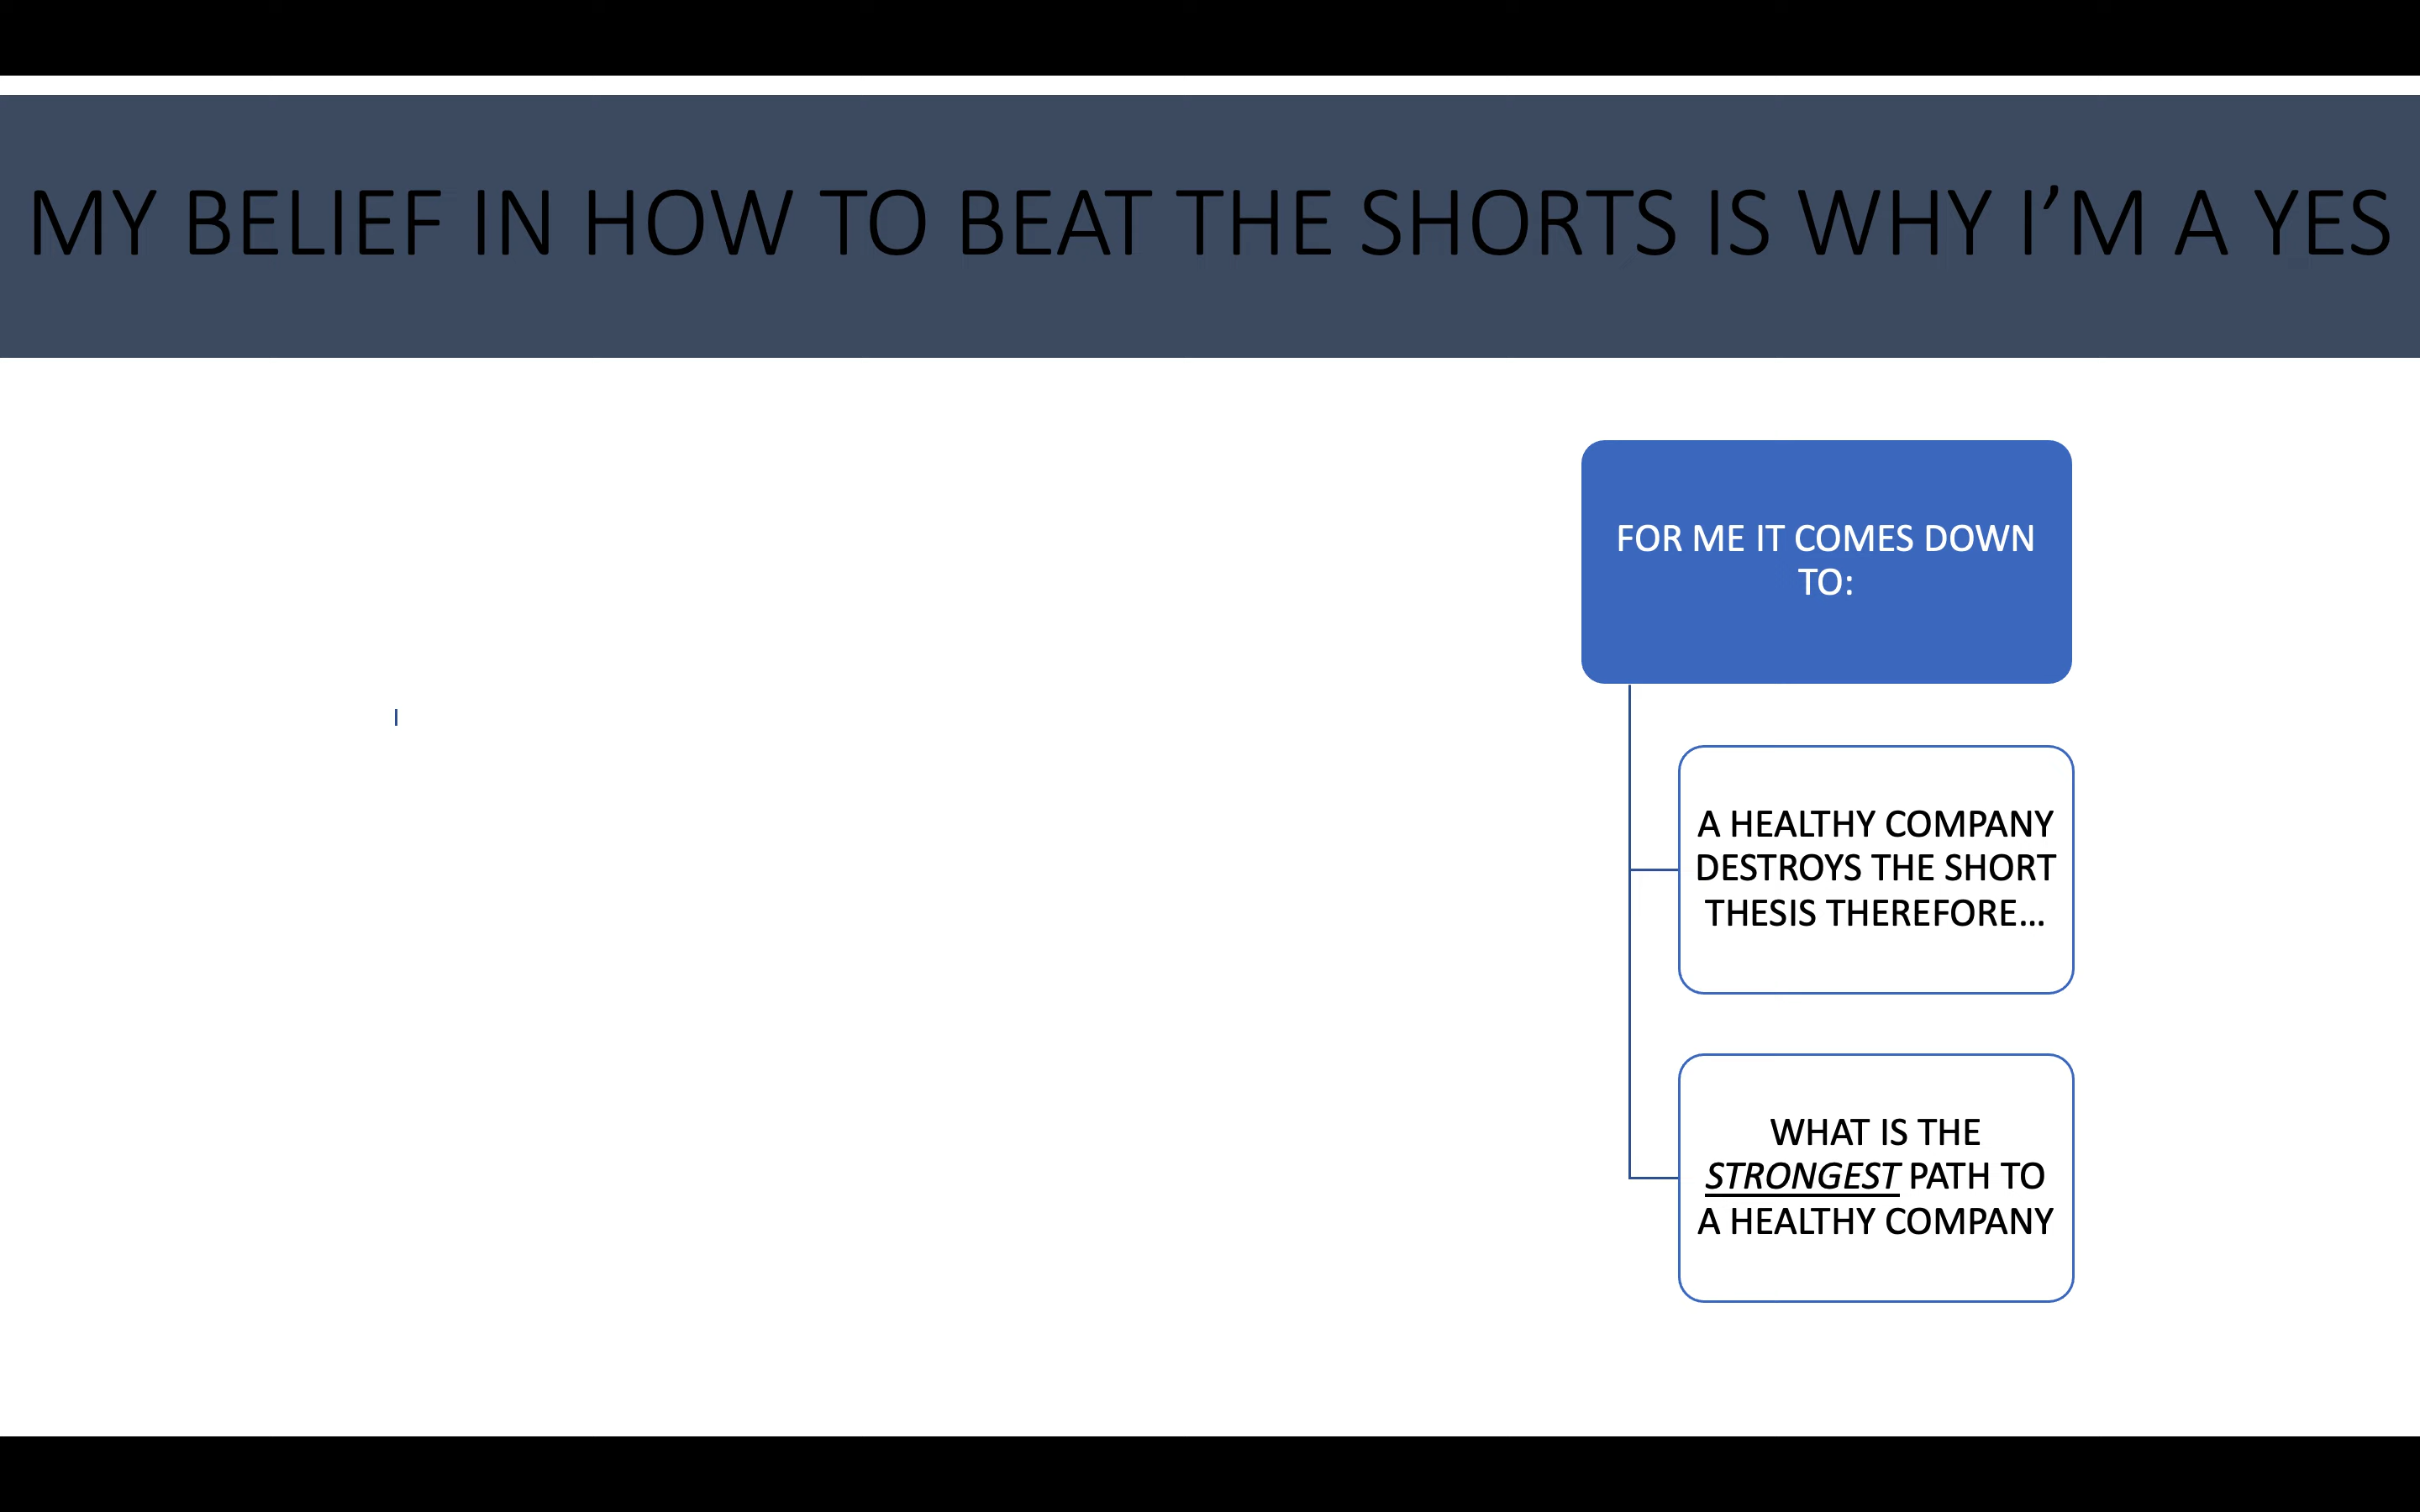 MY BELIEF IN HOW TO BEAT THE SHORTS IS WHY I’M A YES
FOR ME IT COMES DOWN
TO:
A HEALTHY COMPANY
DESTROYS THE SHORT
THESIS THEREFORE…
WHAT IS THE
STRONGEST PATH TO
A HEALTHY COMPANY